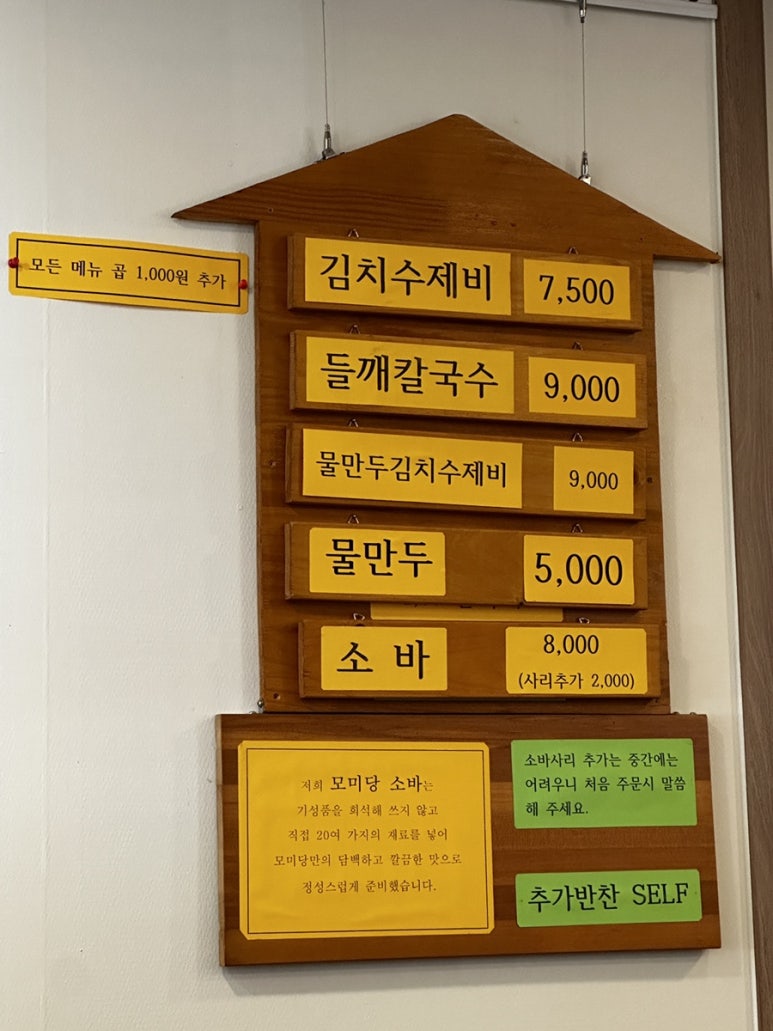 모든 메뉴 곱 1,000원 추가
김치수제비 7,500
들깨칼국수 9,000
물만두김치수제비 9,000
물만두 5,000
소바 8,000
(사리추가 2,000)
저희 모미당 소바는
기성품을 희석해 쓰지 않고
직접 20여 가지의 재료를 넣어
모미당만의 담백하고 깔끔한 맛으로
정성스럽게 준비했습니다.
소바사리 추가는 중간에는
어려우니 처음 주문시 말씀
해 주세요.
추가반찬 SELF